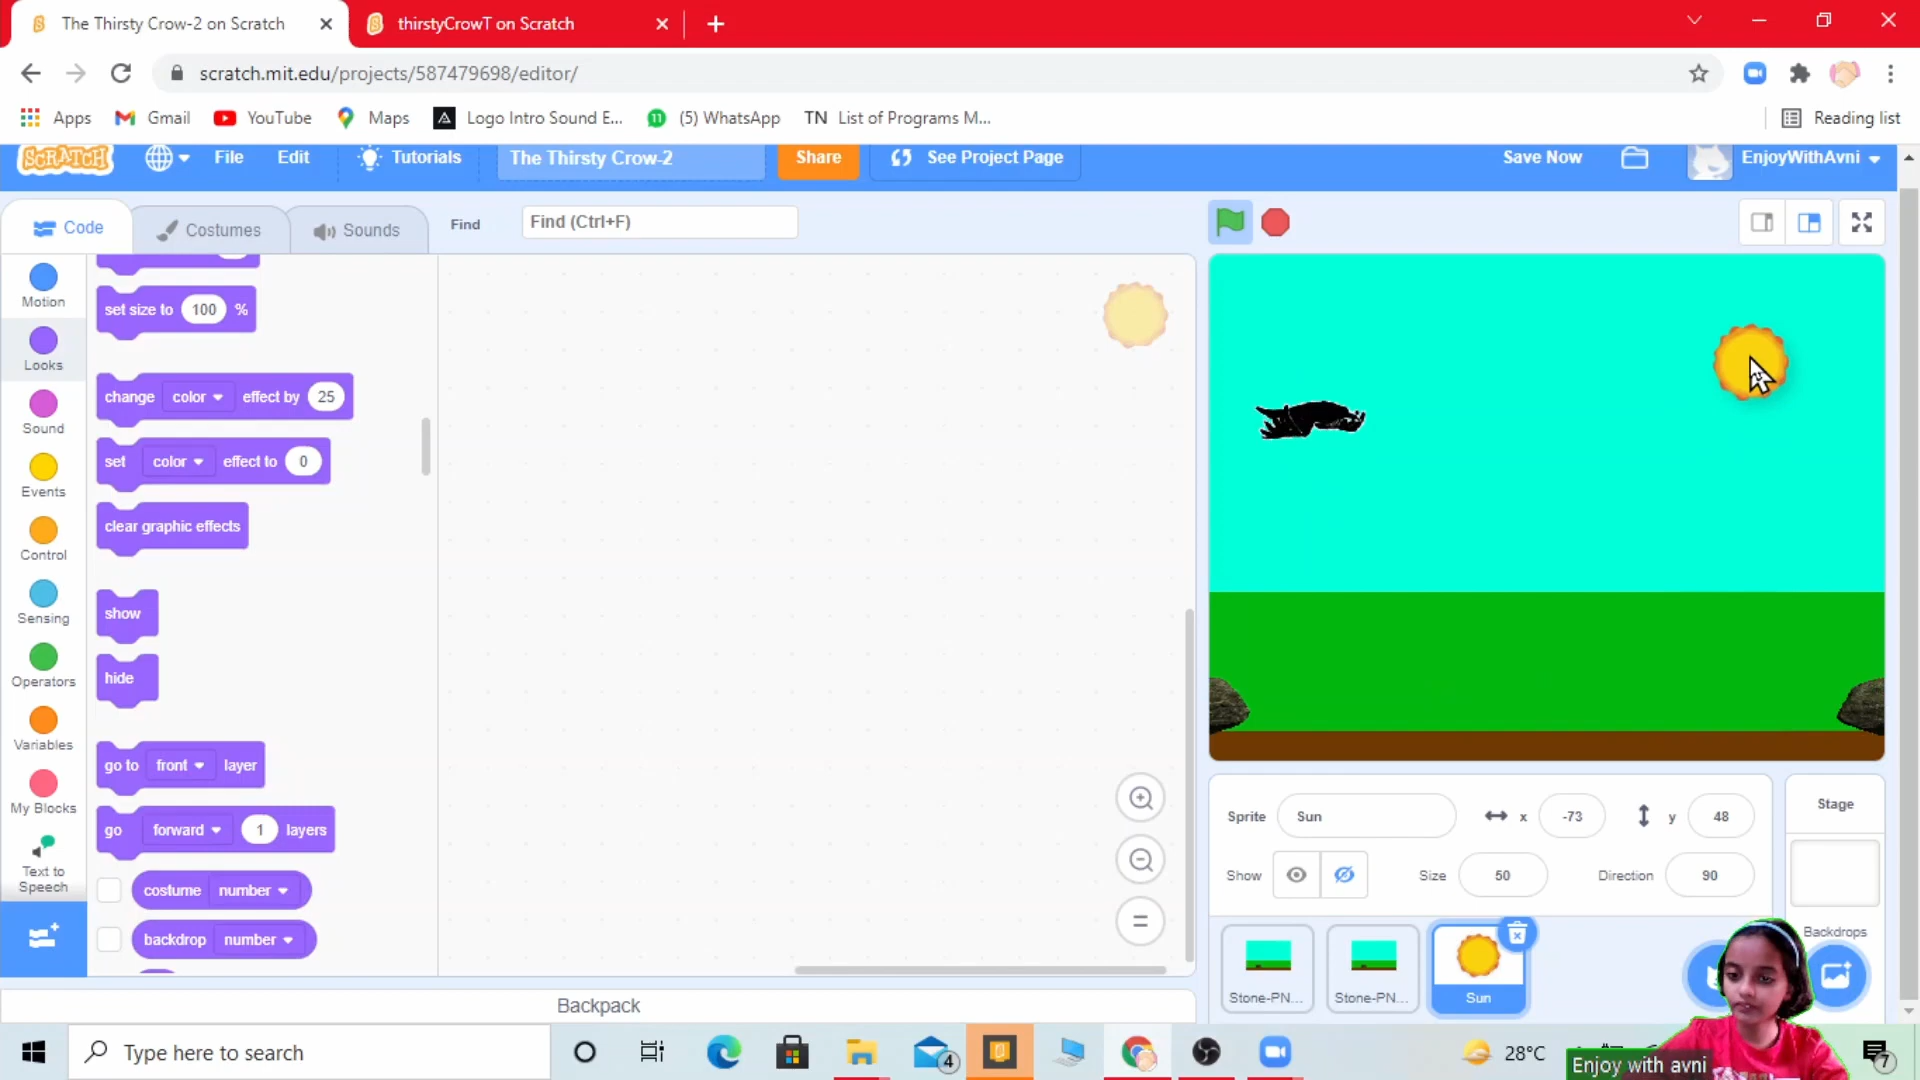 The Thirsty Crow-2 on Scratch
thirstyCrowT on Scratch
scratch.mit.edu/projects/587479698/editor/
Apps
Gmail
YouTube
Maps
Logo Intro Sound E...
11
(5) WhatsApp
TN
List of Programs M...
Reading list
SCRATCH
File
Edit
Tutorials
The Thirsty Crow-2
Share
See Project Page
Save Now
EnjoyWithAvni
Code
Costumes
Sounds
Find
Find (Ctrl+F)
Motion
Looks
Sound
Events
Control
Sensing
Operators
Variables
My Blocks
Text to
Speech
set size to 100 %
change color effect by 25
set color effect to 0
clear graphic effects
show
hide
go to front layer
go forward 1 layers
costume number
backdrop number
Backpack
Sprite Sun x -73 y 48
Show Size 50 Direction 90
Stone-PN...
Stone-PN...
Sun
Stage
Backdrops
Type here to search
4
28°C
7
Enjoy with avni